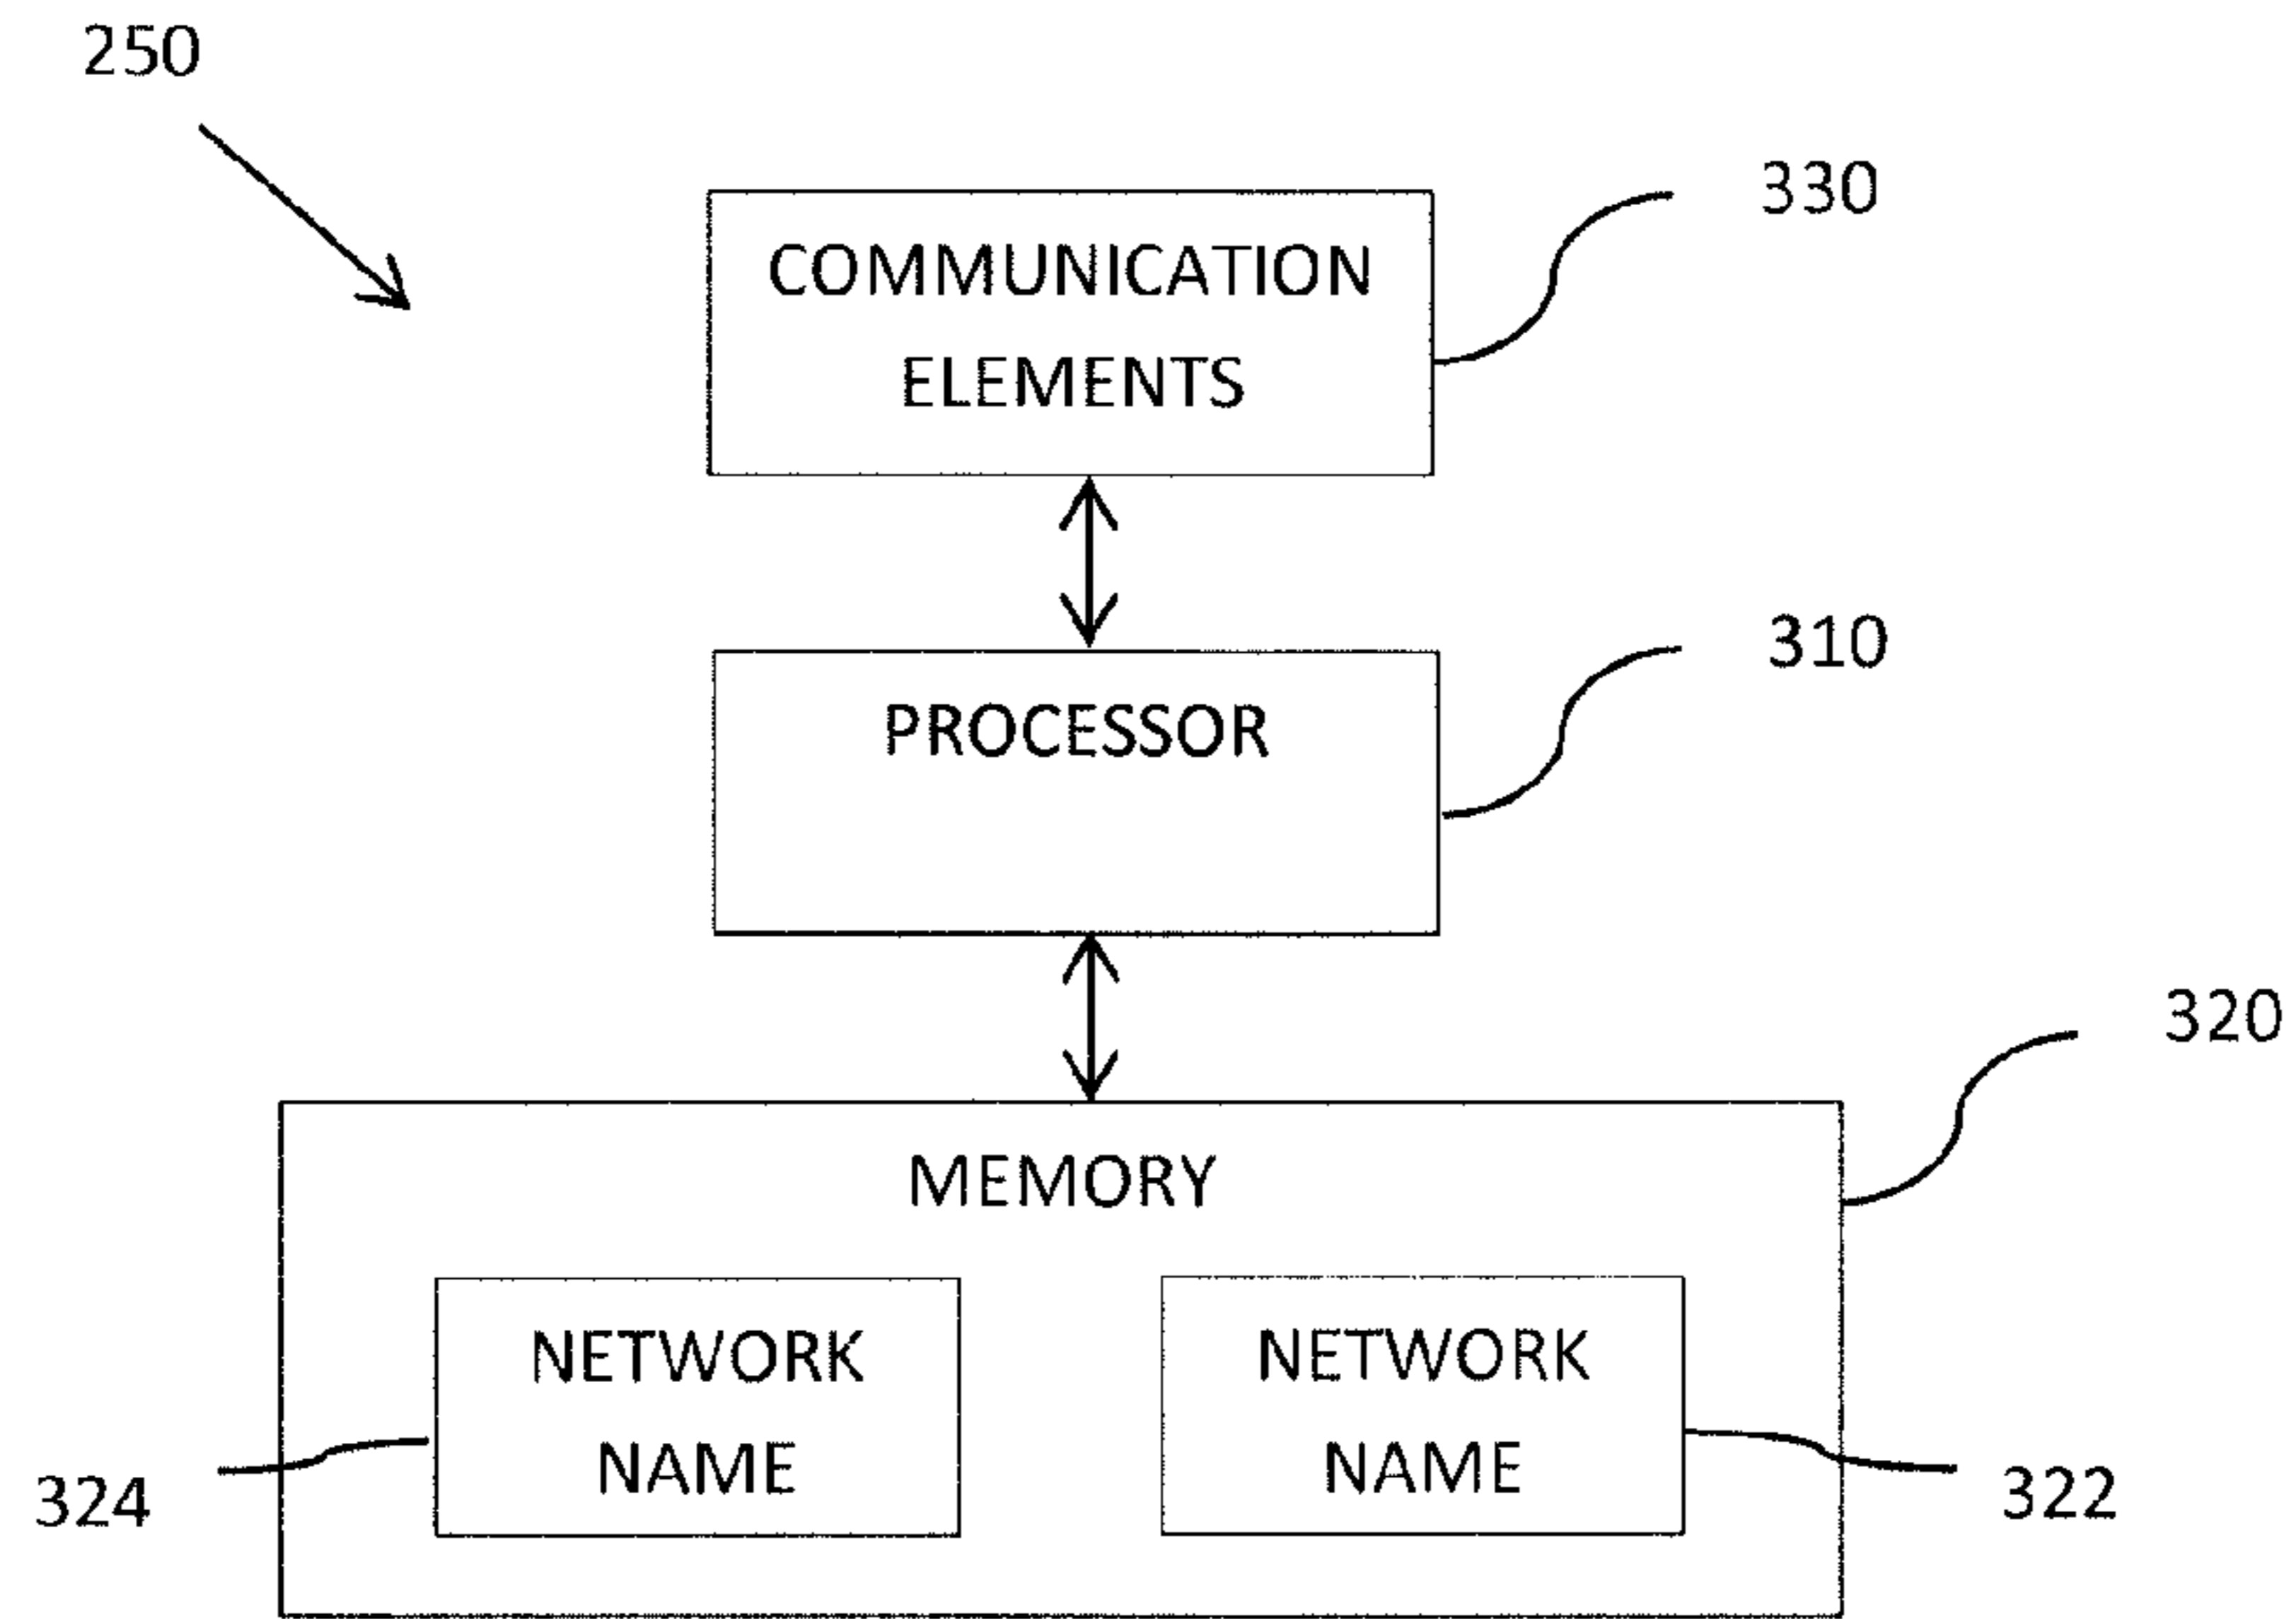 250
330
COMMUNICATION
ELEMENTS
310
PROCESSOR
320
MEMORY
NETWORK
NAME
NETWORK
NAME
324
322